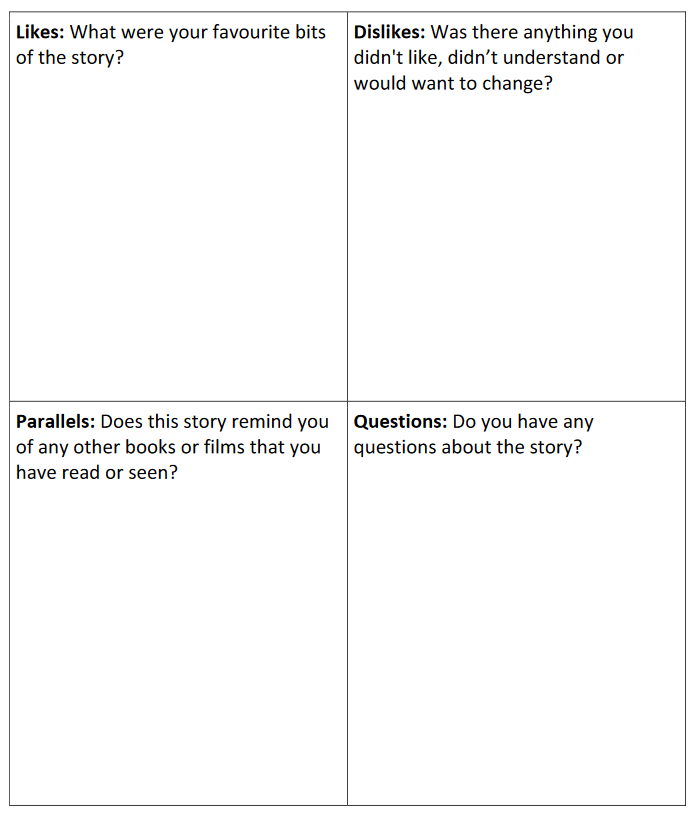 Likes: What were your favourite bits
of the story?
Dislikes: Was there anything you
didn't like, didn’t understand or
would want to change?
Parallels: Does this story remind you
of any other books or films that you
have read or seen?
Questions: Do you have any
questions about the story?